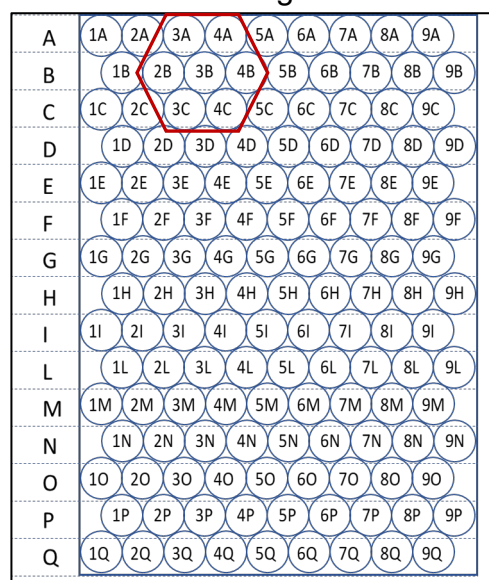 A 1A 2A 3A 4A 5A 6A 7A 8A 9A
B 1B 2B 3B 4B 5B 6B 7B 8B 9B
C 1C 2C 3C 4C 5C 6C 7C 8C 9C
D 1D 2D 3D 4D 5D 6D 7D 8D 9D
E 1E 2E 3E 4E 5E 6E 7E 8E 9E
F 1F 2F 3F 4F 5F 6F 7F 8F 9F
G 1G 2G 3G 4G 5G 6G 7G 8G 9G
H 1H 2H 3H 4H 5H 6H 7H 8H 9H
I 1I 2I 3I 4I 5I 6I 7I 8I 9I
L 1L 2L 3L 4L 5L 6L 7L 8L 9L
M 1M 2M 3M 4M 5M 6M 7M 8M 9M
N 1N 2N 3N 4N 5N 6N 7N 8N 9N
O 1O 2O 3O 4O 5O 6O 7O 8O 9O
P 1P 2P 3P 4P 5P 6P 7P 8P 9P
Q 1Q 2Q 3Q 4Q 5Q 6Q 7Q 8Q 9Q